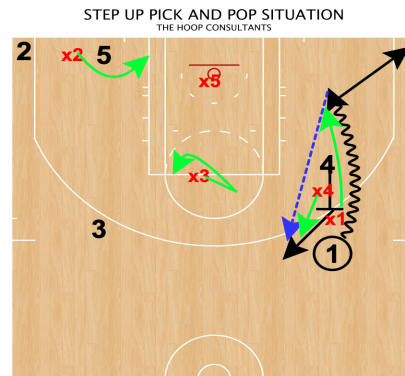 STEP UP PICK AND POP SITUATION
THE HOOP CONSULTANTS
2
x2
5
x5
4
x3
x4
x1
3
1